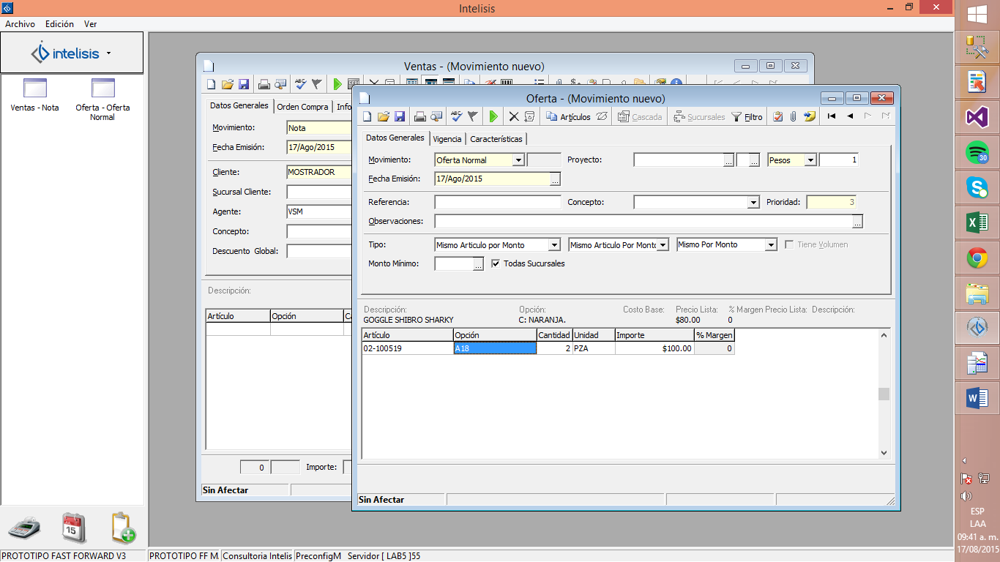 Intelisis
Archivo Edición Ver
intelisis
Ventas - Nota
Oferta - Oferta Normal
Ventas - (Movimiento nuevo)
Datos Generales Orden Compra Info
Movimiento: Nota
Fecha Emisión: 17/Ago/2015
Cliente: MOSTRADOR
Sucursal Cliente:
Agente: VSM
Concepto:
Descuento Global:
Descripción:
Artículo Opción
0 Importe:
Sin Afectar
Oferta - (Movimiento nuevo)
Artículos Cascada Sucursales Filtro
Datos Generales Vigencia Características
Movimiento: Oferta Normal Proyecto: Pesos 1
Fecha Emisión: 17/Ago/2015
Referencia: Concepto: Prioridad: 3
Observaciones:
Tipo: Mismo Articulo por Monto Mismo Articulo Por Mont Mismo Por Monto Tiene Volumen
Monto Mínimo: Todas Sucursales
Descripción: Opción: Costo Base: Precio Lista: % Margen Precio Lista: Descripción:
GOGGLE SHIBRO SHARKY C: NARANJA. $80.00 0
Artículo Opción Cantidad Unidad Importe % Margen
02-100519 A18 2 PZA $100.00 0
Sin Afectar
15
PROTOTIPO FAST FORWARD V3 PROTOTIPO FF M. Consultoria Intelis PreconfigM Servidor [ LAB5 ]55
30
ESP
LAA
09:41 a. m.
17/08/2015